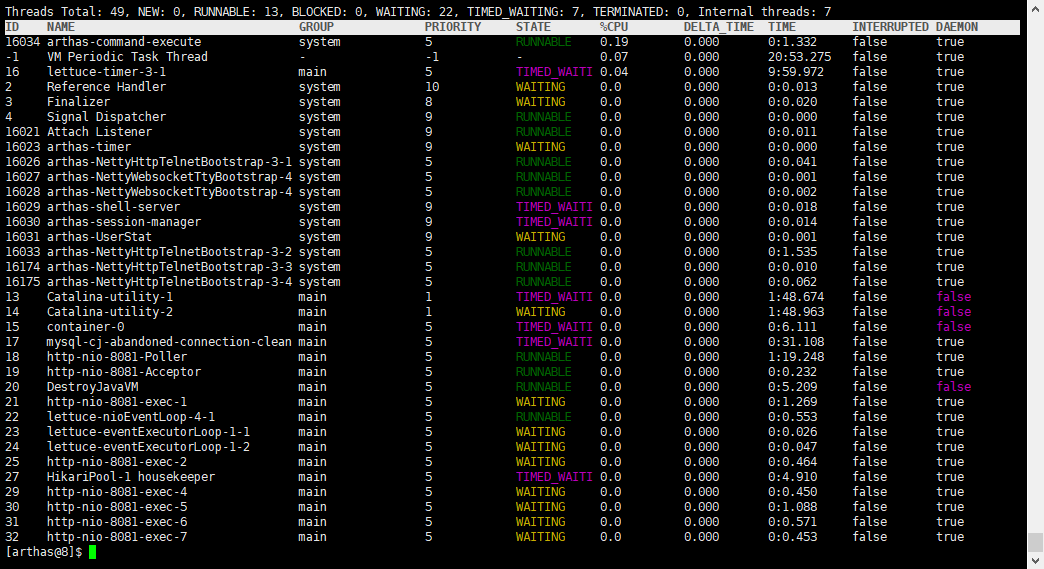 Threads Total: 49, NEW: 0, RUNNABLE: 13, BLOCKED: 0, WAITING: 22, TIMED_WAITING: 7, TERMINATED: 0, Internal threads: 7
ID NAME GROUP PRIORITY STATE %CPU DELTA_TIME TIME INTERRUPTED DAEMON
16034 arthas-command-execute system 5 RUNNABLE 0.19 0.000 0:1.332 false true
-1 VM Periodic Task Thread - -1 - 0.07 0.000 20:53.275 false true
16 lettuce-timer-3-1 main 5 TIMED_WAITI 0.04 0.000 9:59.972 false true
2 Reference Handler system 10 WAITING 0.0 0.000 0:0.013 false true
3 Finalizer system 8 WAITING 0.0 0.000 0:0.020 false true
4 Signal Dispatcher system 9 RUNNABLE 0.0 0.000 0:0.000 false true
16021 Attach Listener system 9 RUNNABLE 0.0 0.000 0:0.011 false true
16023 arthas-timer system 9 WAITING 0.0 0.000 0:0.000 false true
16026 arthas-NettyHttpTelnetBootstrap-3-1 system 5 RUNNABLE 0.0 0.000 0:0.041 false true
16027 arthas-NettyWebsocketTtyBootstrap-4 system 5 RUNNABLE 0.0 0.000 0:0.001 false true
16028 arthas-NettyWebsocketTtyBootstrap-4 system 5 RUNNABLE 0.0 0.000 0:0.002 false true
16029 arthas-shell-server system 9 TIMED_WAITI 0.0 0.000 0:0.018 false true
16030 arthas-session-manager system 9 TIMED_WAITI 0.0 0.000 0:0.014 false true
16031 arthas-UserStat system 9 WAITING 0.0 0.000 0:0.001 false true
16033 arthas-NettyHttpTelnetBootstrap-3-2 system 5 RUNNABLE 0.0 0.000 0:1.535 false true
16174 arthas-NettyHttpTelnetBootstrap-3-3 system 5 RUNNABLE 0.0 0.000 0:0.010 false true
16175 arthas-NettyHttpTelnetBootstrap-3-4 system 5 RUNNABLE 0.0 0.000 0:0.062 false true
13 Catalina-utility-1 main 1 TIMED_WAITI 0.0 0.000 1:48.674 false false
14 Catalina-utility-2 main 1 WAITING 0.0 0.000 1:48.963 false false
15 container-0 main 5 TIMED_WAITI 0.0 0.000 0:6.111 false false
17 mysql-cj-abandoned-connection-clean main 5 TIMED_WAITI 0.0 0.000 0:31.108 false true
18 http-nio-8081-Poller main 5 RUNNABLE 0.0 0.000 1:19.248 false true
19 http-nio-8081-Acceptor main 5 RUNNABLE 0.0 0.000 0:0.232 false true
20 DestroyJavaVM main 5 RUNNABLE 0.0 0.000 0:5.209 false false
21 http-nio-8081-exec-1 main 5 WAITING 0.0 0.000 0:1.269 false true
22 lettuce-nioEventLoop-4-1 main 5 RUNNABLE 0.0 0.000 0:0.553 false true
23 lettuce-eventExecutorLoop-1-1 main 5 WAITING 0.0 0.000 0:0.026 false true
24 lettuce-eventExecutorLoop-1-2 main 5 WAITING 0.0 0.000 0:0.047 false true
25 http-nio-8081-exec-2 main 5 WAITING 0.0 0.000 0:0.464 false true
27 HikariPool-1 housekeeper main 5 TIMED_WAITI 0.0 0.000 0:4.910 false true
29 http-nio-8081-exec-4 main 5 WAITING 0.0 0.000 0:0.450 false true
30 http-nio-8081-exec-5 main 5 WAITING 0.0 0.000 0:1.088 false true
31 http-nio-8081-exec-6 main 5 WAITING 0.0 0.000 0:0.571 false true
32 http-nio-8081-exec-7 main 5 WAITING 0.0 0.000 0:0.453 false true
[arthas@8]$